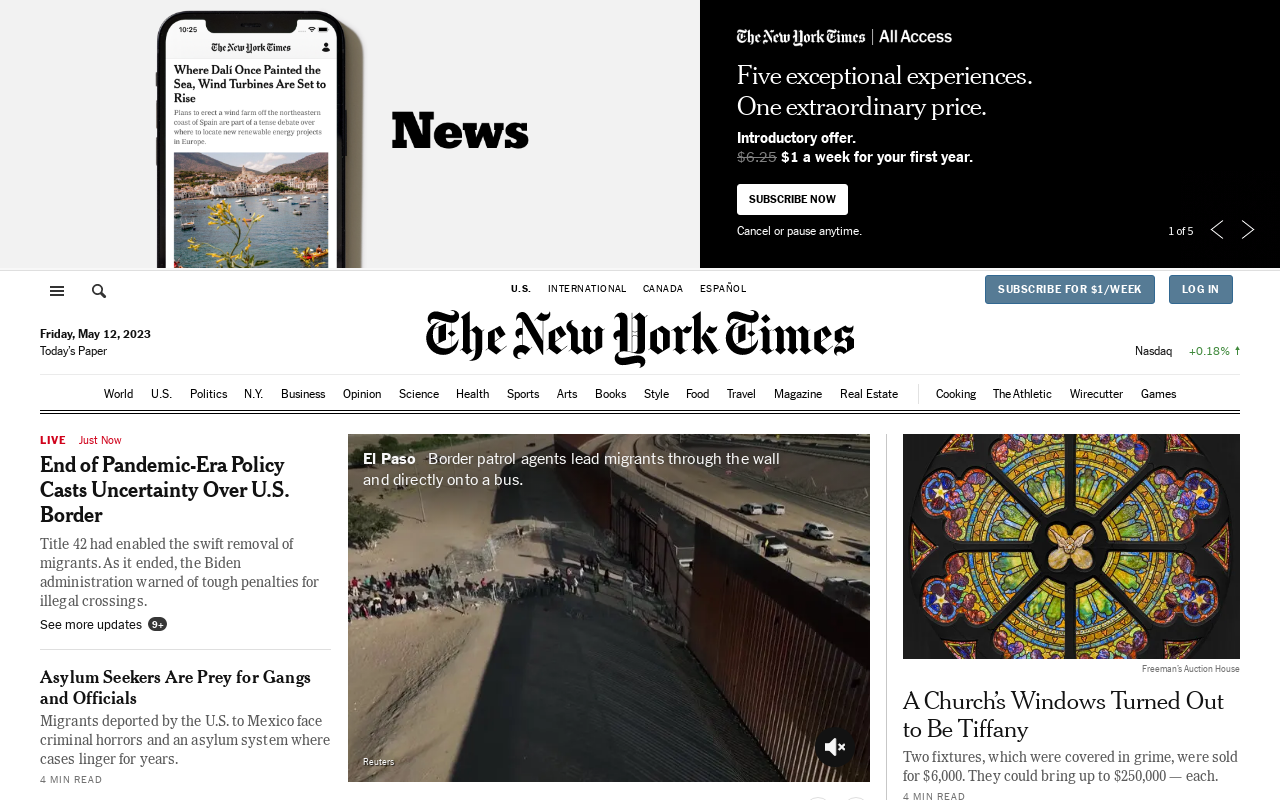 10:25
The New York Times
Where Dalí Once Painted the
Sea, Wind Turbines Are Set to
Rise
Plans to erect a wind farm off the northeastern
coast of Spain are part of a tense debate over
where to locate new renewable energy projects
in Europe.
News
The New York Times | All Access
Five exceptional experiences.
One extraordinary price.
Introductory offer.
$6.25 $1 a week for your first year.
SUBSCRIBE NOW
Cancel or pause anytime.
1 of 5
U.S. INTERNATIONAL CANADA ESPAÑOL
SUBSCRIBE FOR $1/WEEK LOG IN
The New York Times
Friday, May 12, 2023
Today's Paper
Nasdaq +0.18%
World U.S. Politics N.Y. Business Opinion Science Health Sports Arts Books Style Food Travel Magazine Real Estate Cooking The Athletic Wirecutter Games
LIVE Just Now
End of Pandemic-Era Policy
Casts Uncertainty Over U.S.
Border
Title 42 had enabled the swift removal of
migrants. As it ended, the Biden
administration warned of tough penalties for
illegal crossings.
See more updates 9+
Asylum Seekers Are Prey for Gangs
and Officials
Migrants deported by the U.S. to Mexico face
criminal horrors and an asylum system where
cases linger for years.
4 MIN READ
El Paso Border patrol agents lead migrants through the wall
and directly onto a bus.
Reuters
Freeman's Auction House
A Church's Windows Turned Out
to Be Tiffany
Two fixtures, which were covered in grime, were sold
for $6,000. They could bring up to $250,000 — each.
4 MIN READ